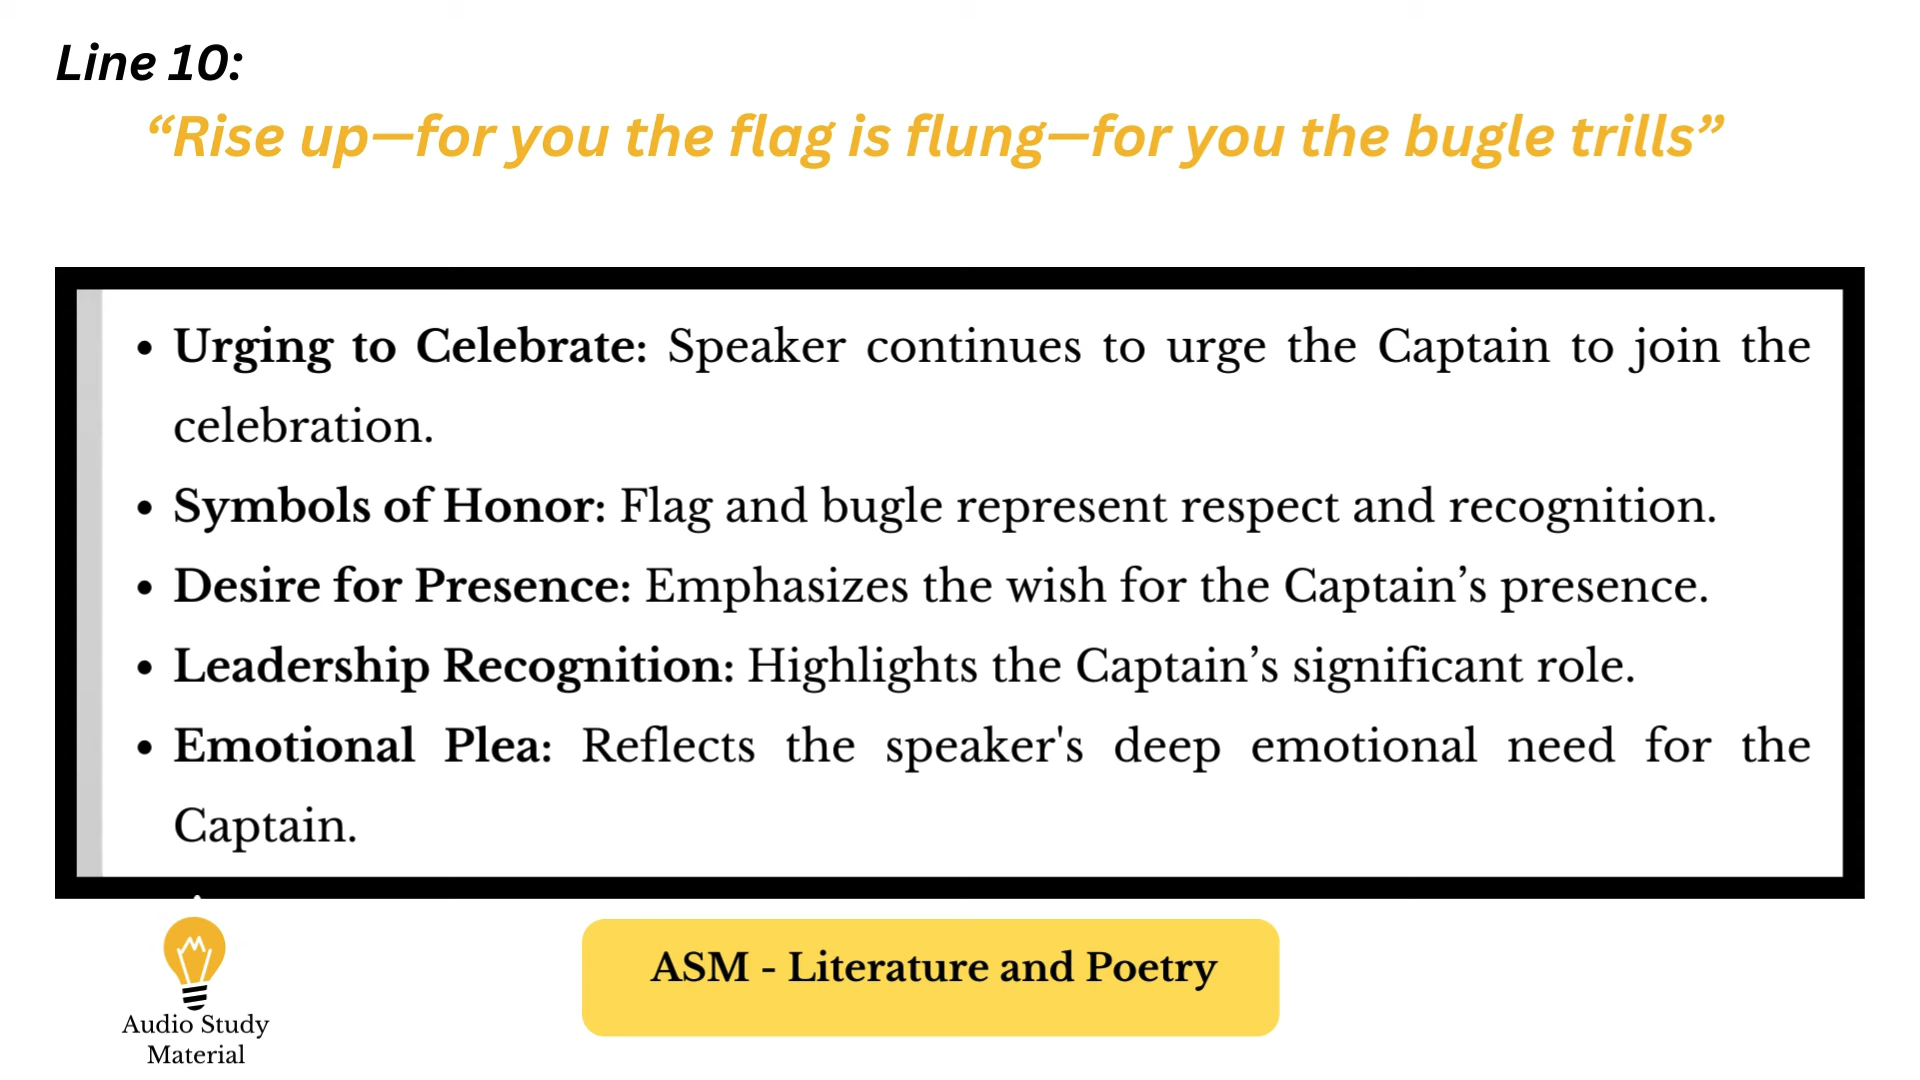 Line 10:
“Rise up—for you the flag is flung—for you the bugle trills”
• Urging to Celebrate: Speaker continues to urge the Captain to join the
celebration.
• Symbols of Honor: Flag and bugle represent respect and recognition.
• Desire for Presence: Emphasizes the wish for the Captain’s presence.
• Leadership Recognition: Highlights the Captain’s significant role.
• Emotional Plea: Reflects the speaker's deep emotional need for the
Captain.
ASM - Literature and Poetry
Audio Study
Material